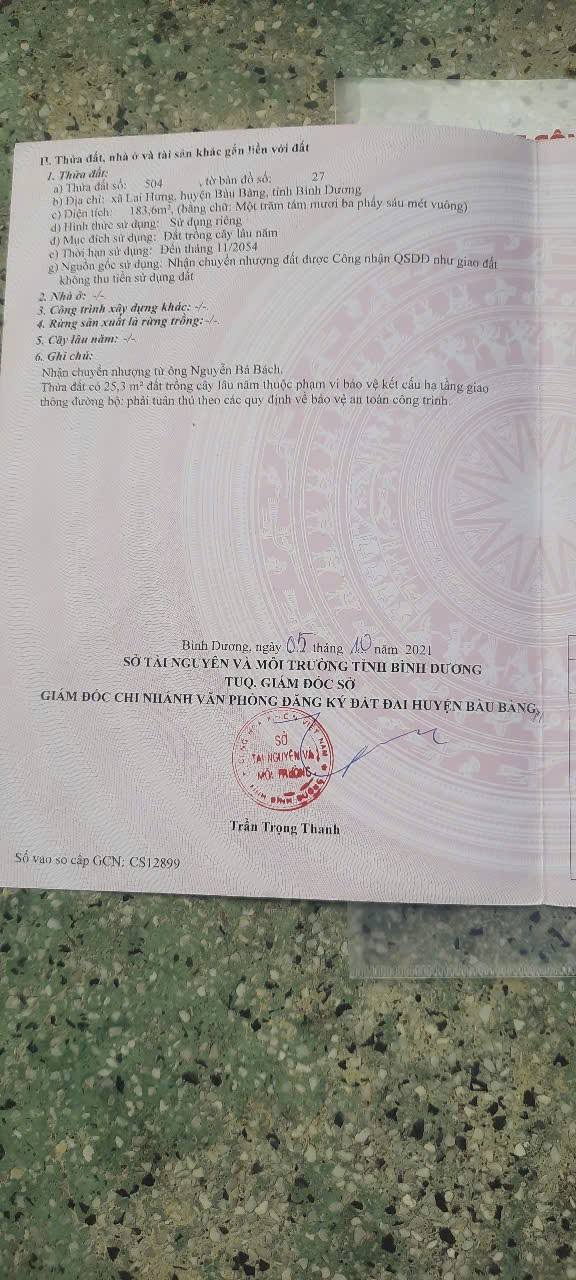 II. Thửa đất, nhà ở và tài sản khác gắn liền với đất
1. Thửa đất:
a) Thửa đất số: 504 , tờ bản đồ số: 27
b) Địa chỉ: xã Lai Hưng, huyện Bàu Bàng, tỉnh Bình Dương
c) Diện tích: 183,6m², (bằng chữ: Một trăm tám mươi ba phẩy sáu mét vuông)
d) Hình thức sử dụng: Sử dụng riêng
đ) Mục đích sử dụng: Đất trồng cây lâu năm
e) Thời hạn sử dụng: Đến tháng 11/2054
g) Nguồn gốc sử dụng: Nhận chuyển nhượng đất được Công nhận QSDĐ như giao đất
không thu tiền sử dụng đất
2. Nhà ở: -/-
3. Công trình xây dựng khác: -/-
4. Rừng sản xuất là rừng trồng:-/-
5. Cây lâu năm: -/-
6. Ghi chú:
Nhận chuyển nhượng từ ông Nguyễn Bá Bách.
Thửa đất có 25,3 m² đất trồng cây lâu năm thuộc phạm vi bảo vệ kết cấu hạ tầng giao
thông đường bộ: phải tuân thủ theo các quy định về bảo vệ an toàn công trình.
Bình Dương, ngày 05 tháng 10 năm 2021
SỞ TÀI NGUYÊN VÀ MÔI TRƯỜNG TỈNH BÌNH DƯƠNG
TUQ. GIÁM ĐỐC SỞ
GIÁM ĐỐC CHI NHÁNH VĂN PHÒNG ĐĂNG KÝ ĐẤT ĐAI HUYỆN BÀU BÀNG
SỞ
TÀI NGUYÊN VÀ
MÔI TRƯỜNG
TỈNH BÌNH DƯƠNG
Trần Trọng Thanh
Số vào sổ cấp GCN: CS12899